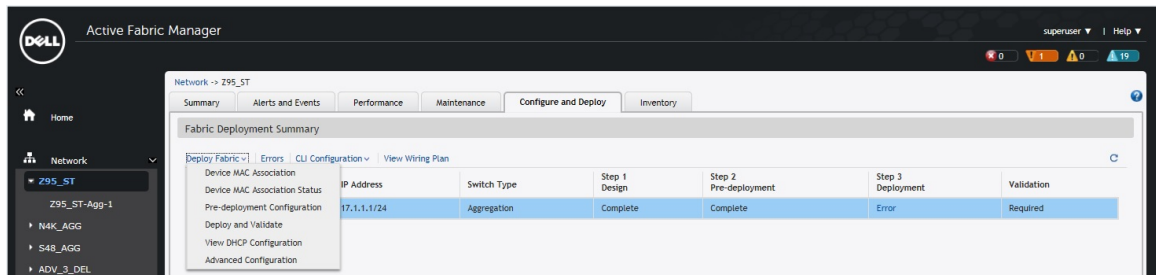 DELL Active Fabric Manager superuser ▼ | Help ▼
0 1 0 19
Network -> Z95_ST
«
Summary Alerts and Events Performance Maintenance Configure and Deploy Inventory ?
Home
Fabric Deployment Summary
Network
Deploy Fabric Errors CLI Configuration View Wiring Plan
Z95_ST
Z95_ST-Agg-1
N4K_AGG
S48_AGG
ADV_3_DEL
Device MAC Association
Device MAC Association Status
Pre-deployment Configuration
Deploy and Validate
View DHCP Configuration
Advanced Configuration
IP Address Switch Type Step 1 Design Step 2 Pre-deployment Step 3 Deployment Validation
17.1.1.1/24 Aggregation Complete Complete Error Required